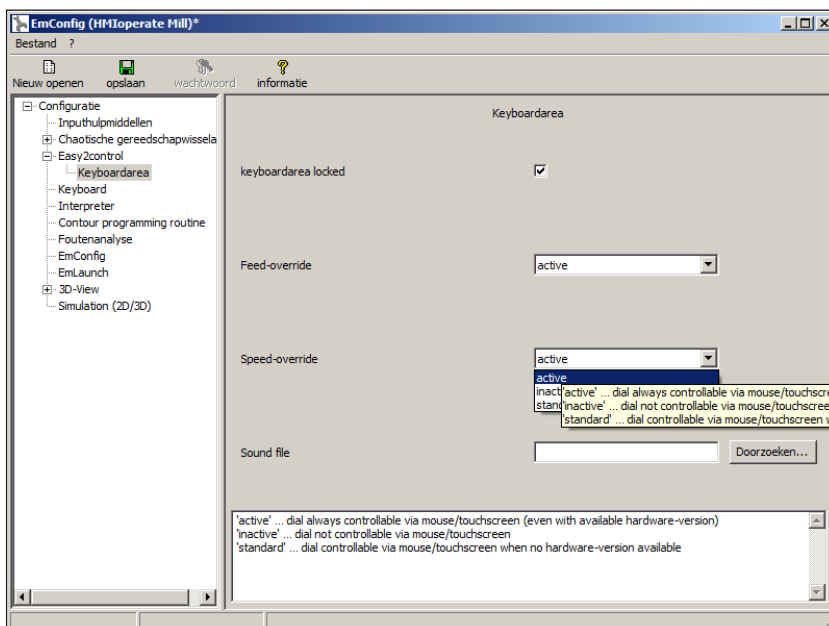 EmConfig (HMIoperate Mill)*
Bestand ?
Nieuw openen opslaan wachtwoord informatie
Configuratie
Inputhulpmiddelen
Chaotische gereedschapwissela
Easy2control
Keyboardarea
Keyboard
Interpreter
Contour programming routine
Foutenanalyse
EmConfig
EmLaunch
3D-View
Simulation (2D/3D)
Keyboardarea
keyboardarea locked
Feed-override active
Speed-override active
active
inact
stand
'active' ... dial always controllable via mouse/touchscre
'inactive' ... dial not controllable via mouse/touchscree
'standard' ... dial controllable via mouse/touchscreen w
Sound file Doorzoeken...
'active' ... dial always controllable via mouse/touchscreen (even with available hardware-version)
'inactive' ... dial not controllable via mouse/touchscreen
'standard' ... dial controllable via mouse/touchscreen when no hardware-version available